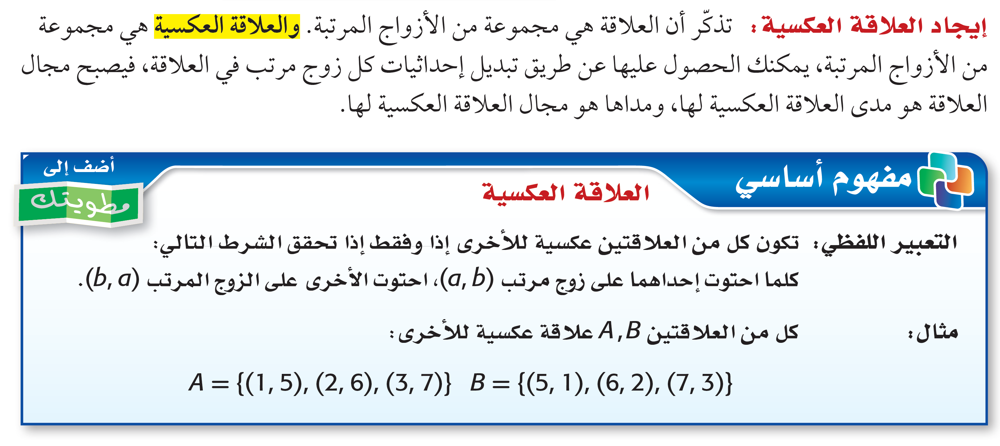 إيجاد العلاقة العكسية: تذكّر أن العلاقة هي مجموعة من الأزواج المرتبة. والعلاقة العكسية هي مجموعة
من الأزواج المرتبة، يمكنك الحصول عليها عن طريق تبديل إحداثيات كل زوج مرتب في العلاقة، فيصبح مجال
العلاقة هو مدى العلاقة العكسية لها، ومداها هو مجال العلاقة العكسية لها.
مفهوم أساسي
العلاقة العكسية
أضف إلى
مطويتك
التعبير اللفظي: تكون كل من العلاقتين عكسية للأخرى إذا وفقط إذا تحقق الشرط التالي:
كلما احتوت إحداهما على زوج مرتب (a, b)، احتوت الأخرى على الزوج المرتب (b, a).
مثال: كل من العلاقتين A , B علاقة عكسية للأخرى:
A = {(1, 5), (2, 6), (3, 7)} B = {(5, 1), (6, 2), (7, 3)}